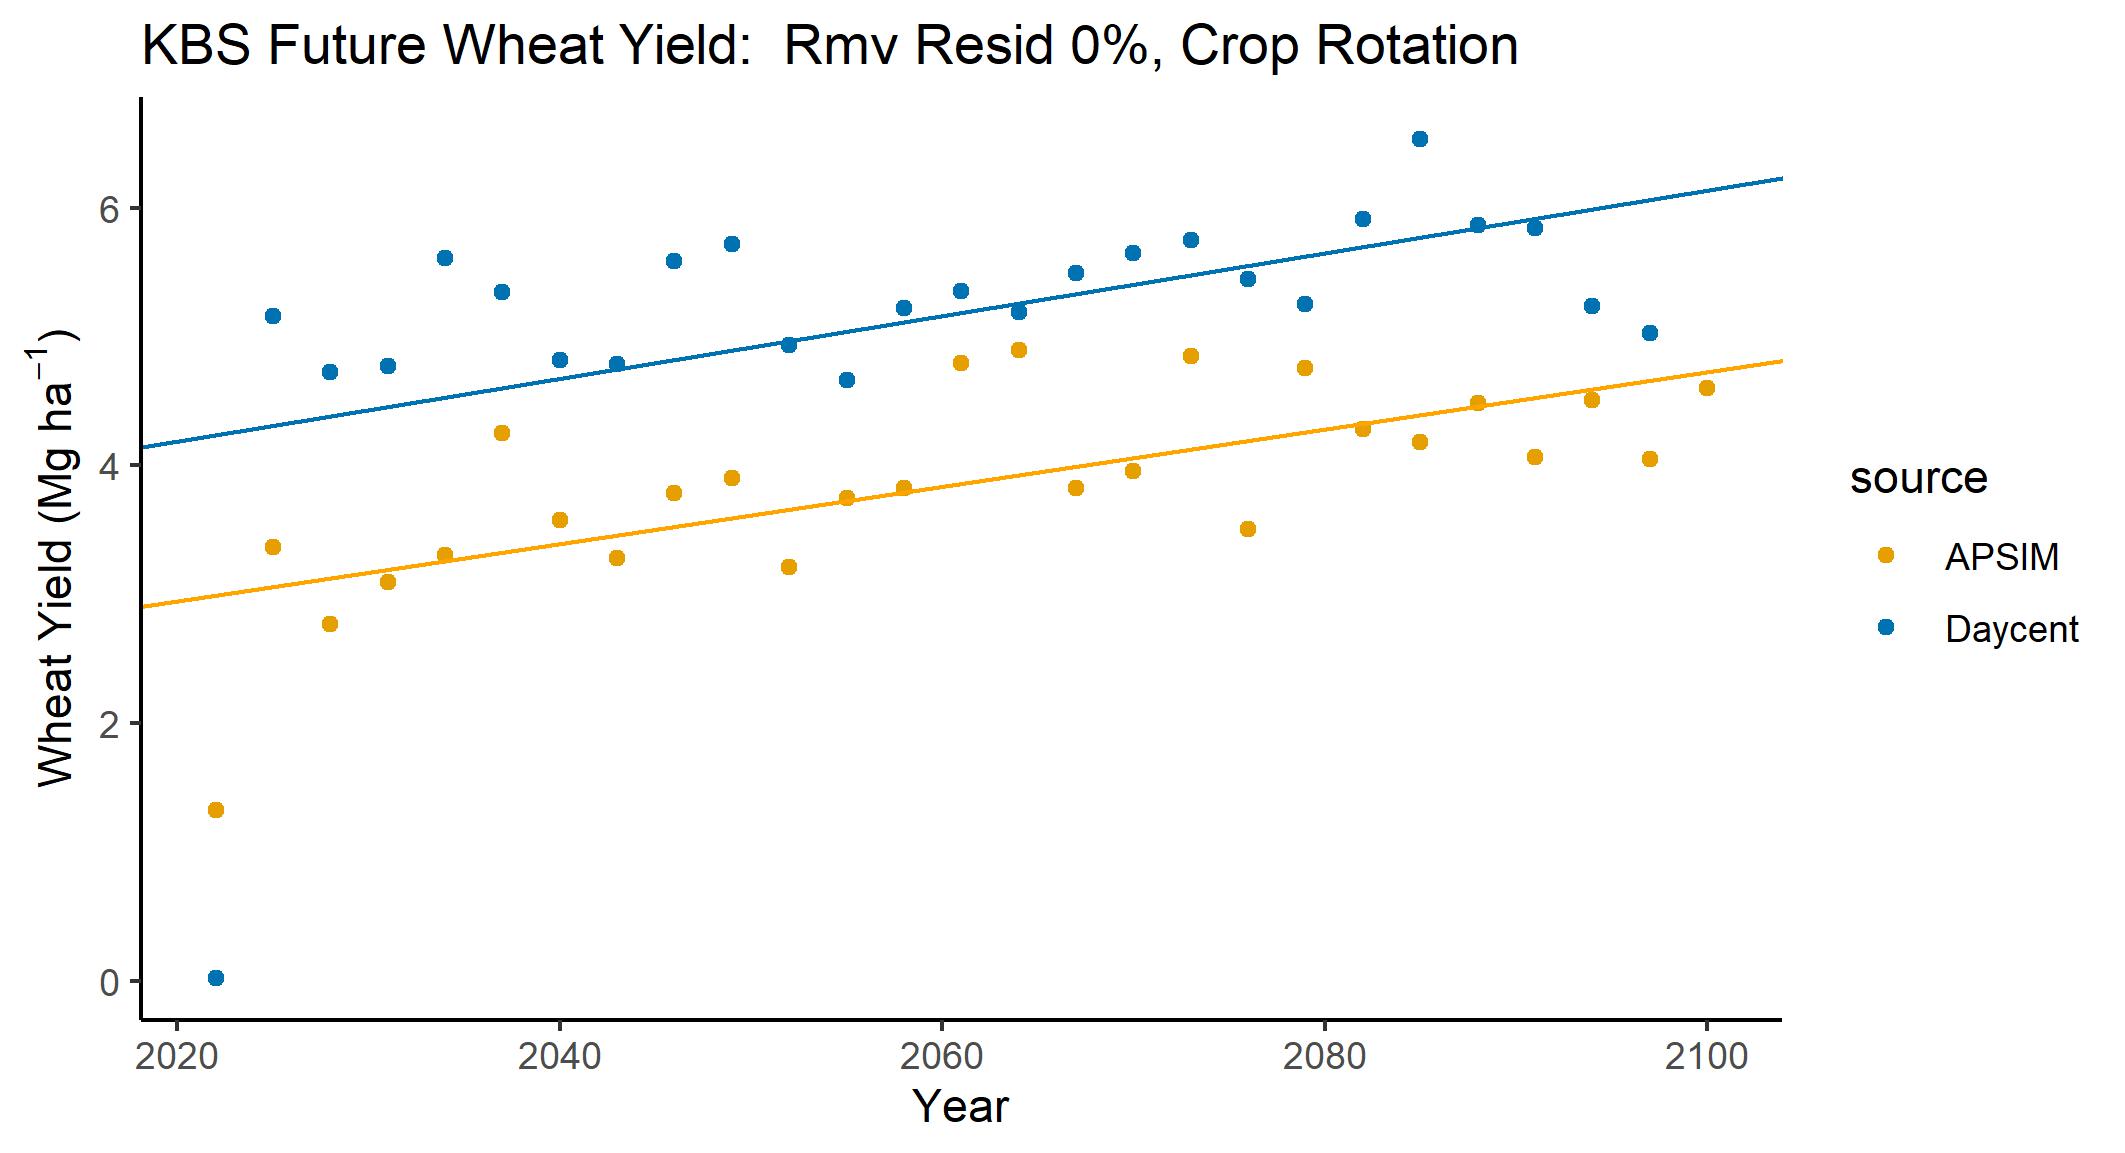 KBS Future Wheat Yield:  Rmv Resid 0%, Crop Rotation
Wheat Yield (Mg ha⁻¹)
6
4
2
0
2020 2040 2060 2080 2100
Year
source
APSIM
Daycent